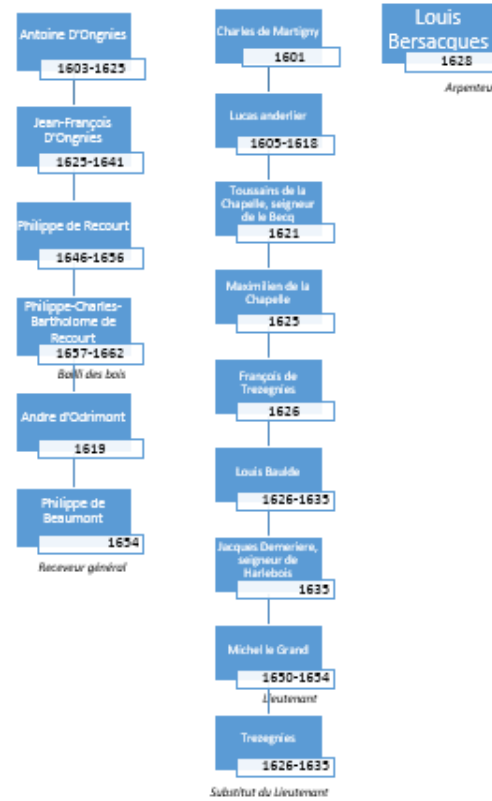 Antoine D'Ongnies
1603-1625
Jean-François
D'Ongnies
1625-1641
Philippe de Recourt
1646-1656
Philippe-Charles-
Bartholome de
Recourt
1657-1662
Bailli des bois
Andre d'Odrimont
1619
Philippe de
Beaumont
1654
Receveur général
Charles de Martigny
1601
Lucas anderlier
1605-1618
Toussains de la
Chapelle, seigneur
de le Becq
1621
Maximilien de la
Chapelle
1625
François de
Trezegnies
1626
Louis Baulde
1626-1635
Jacques Demeriere,
seigneur de
Harlebois
1635
Michel le Grand
1650-1654
Lieutenant
Trezegnies
1626-1635
Substitut du Lieutenant
Louis
Bersacques
1628
Arpenteu